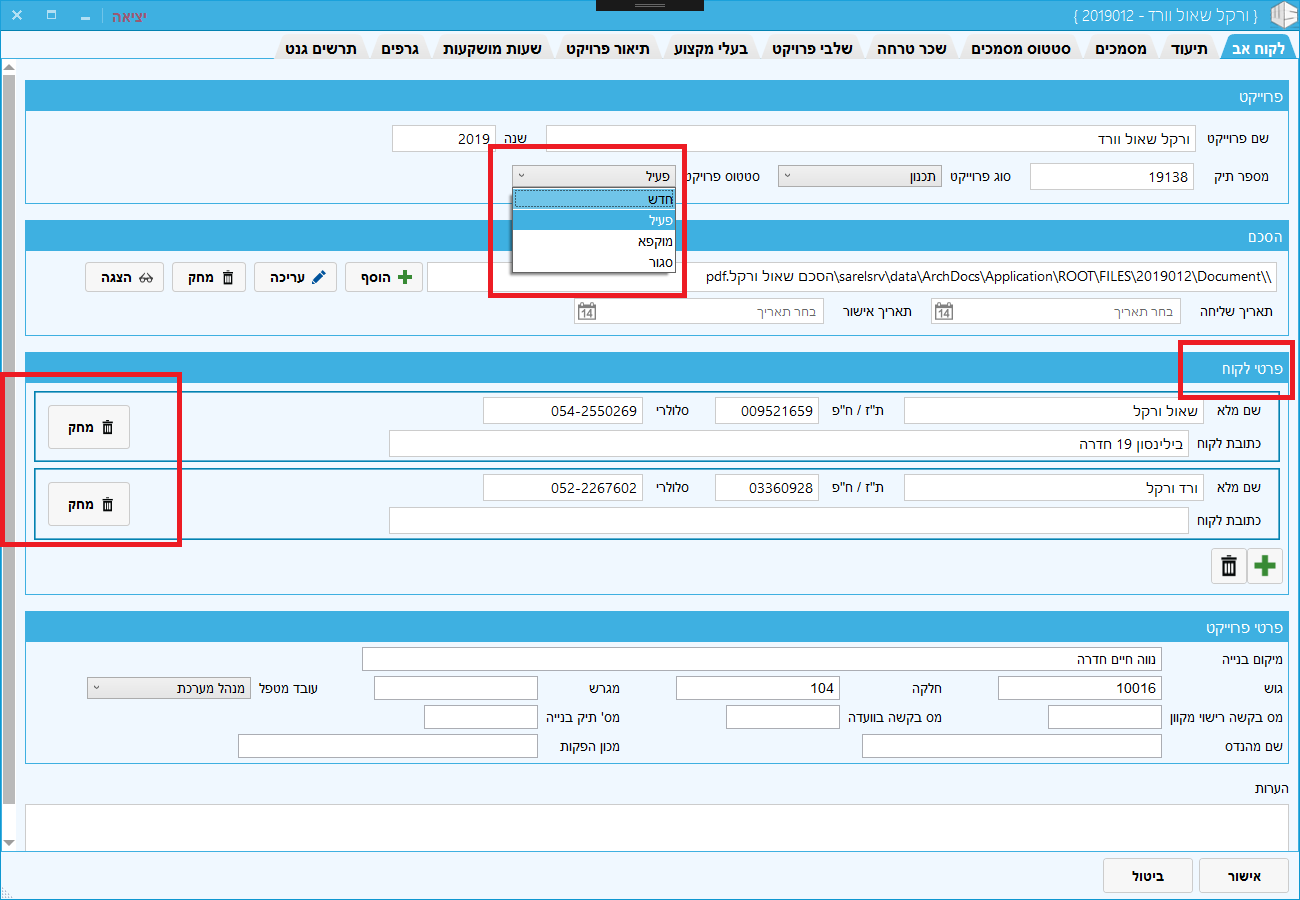 { ורקל שאול וורד - 2019012 }
יציאה
לקוח אב תיעוד מסמכים סטטוס מסמכים שכר טרחה שלבי פרויקט בעלי מקצוע תיאור פרויקט שעות מושקעות גרפים תרשים גנט
פרוייקט
שם פרוייקט ורקל שאול וורד שנה 2019
מספר תיק 19138 סוג פרוייקט תכנון סטטוס פרויקט פעיל
חדש
פעיל
מוקפא
סגור
הסכם
\\sarelsrv\data\ArchDocs\Application\ROOT\FILES\2019012\Document\הסכם שאול ורקל.pdf הוסף עריכה מחק הצגה
תאריך שליחה בחר תאריך 14 תאריך אישור בחר תאריך 14
פרטי לקוח
שם מלא שאול ורקל ת"ז / ח"פ 009521659 סלולרי 054-2550269
מחק
כתובת לקוח בילינסון 19 חדרה
שם מלא ורד ורקל ת"ז / ח"פ 03360928 סלולרי 052-2267602
מחק
כתובת לקוח
פרטי פרוייקט
מיקום בנייה נווה חיים חדרה
גוש 10016 חלקה 104 מגרש עובד מטפל מנהל מערכת
מס בקשה רישוי מקוון מס בקשה בוועדה מס' תיק בנייה
שם מהנדס מכון הפקות
הערות
אישור ביטול